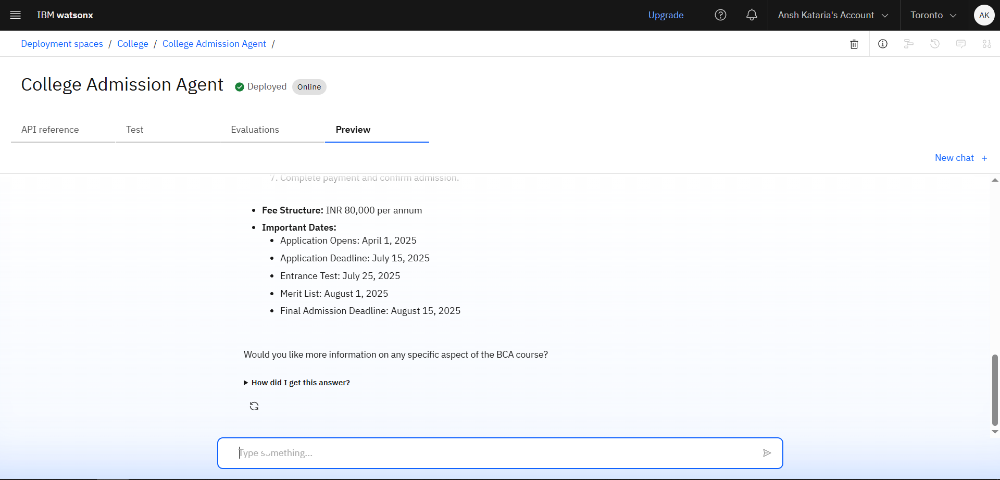 IBM watsonx
Upgrade
Ansh Kataria's Account
Toronto
AK
Deployment spaces / College / College Admission Agent /
College Admission Agent
Deployed
Online
API reference
Test
Evaluations
Preview
New chat +
7. Complete payment and confirm admission.
• Fee Structure: INR 80,000 per annum
• Important Dates:
• Application Opens: April 1, 2025
• Application Deadline: July 15, 2025
• Entrance Test: July 25, 2025
• Merit List: August 1, 2025
• Final Admission Deadline: August 15, 2025
Would you like more information on any specific aspect of the BCA course?
How did I get this answer?
Type something...